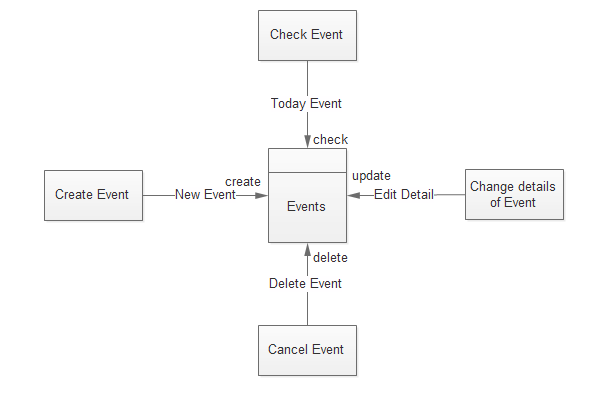 Check Event
Today Event
check
create
update
Create Event
New Event
Events
Edit Detail
Change details
of Event
delete
Delete Event
Cancel Event